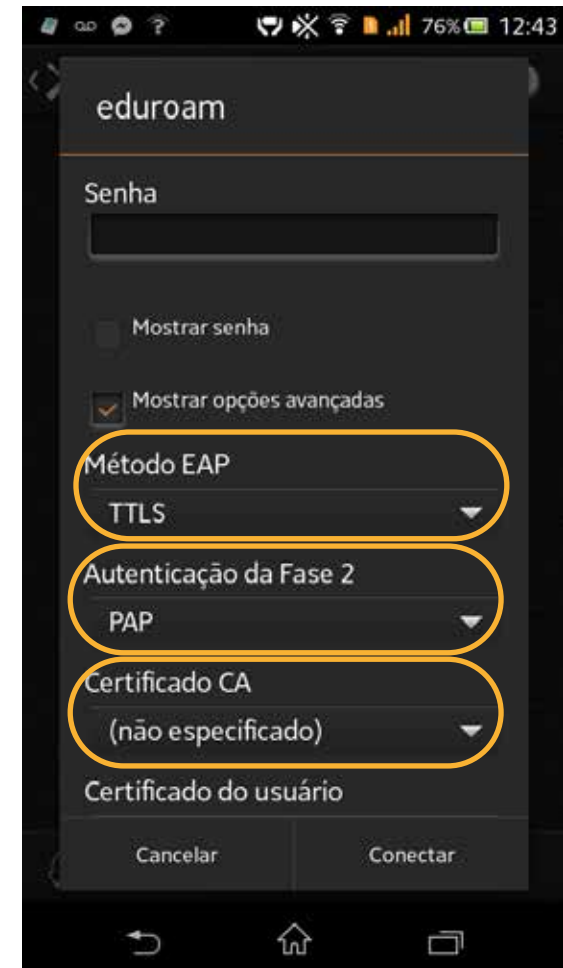 76% 12:43
eduroam
Senha
Mostrar senha
Mostrar opções avançadas
Método EAP
TTLS
Autenticação da Fase 2
PAP
Certificado CA
(não especificado)
Certificado do usuário
Cancelar Conectar